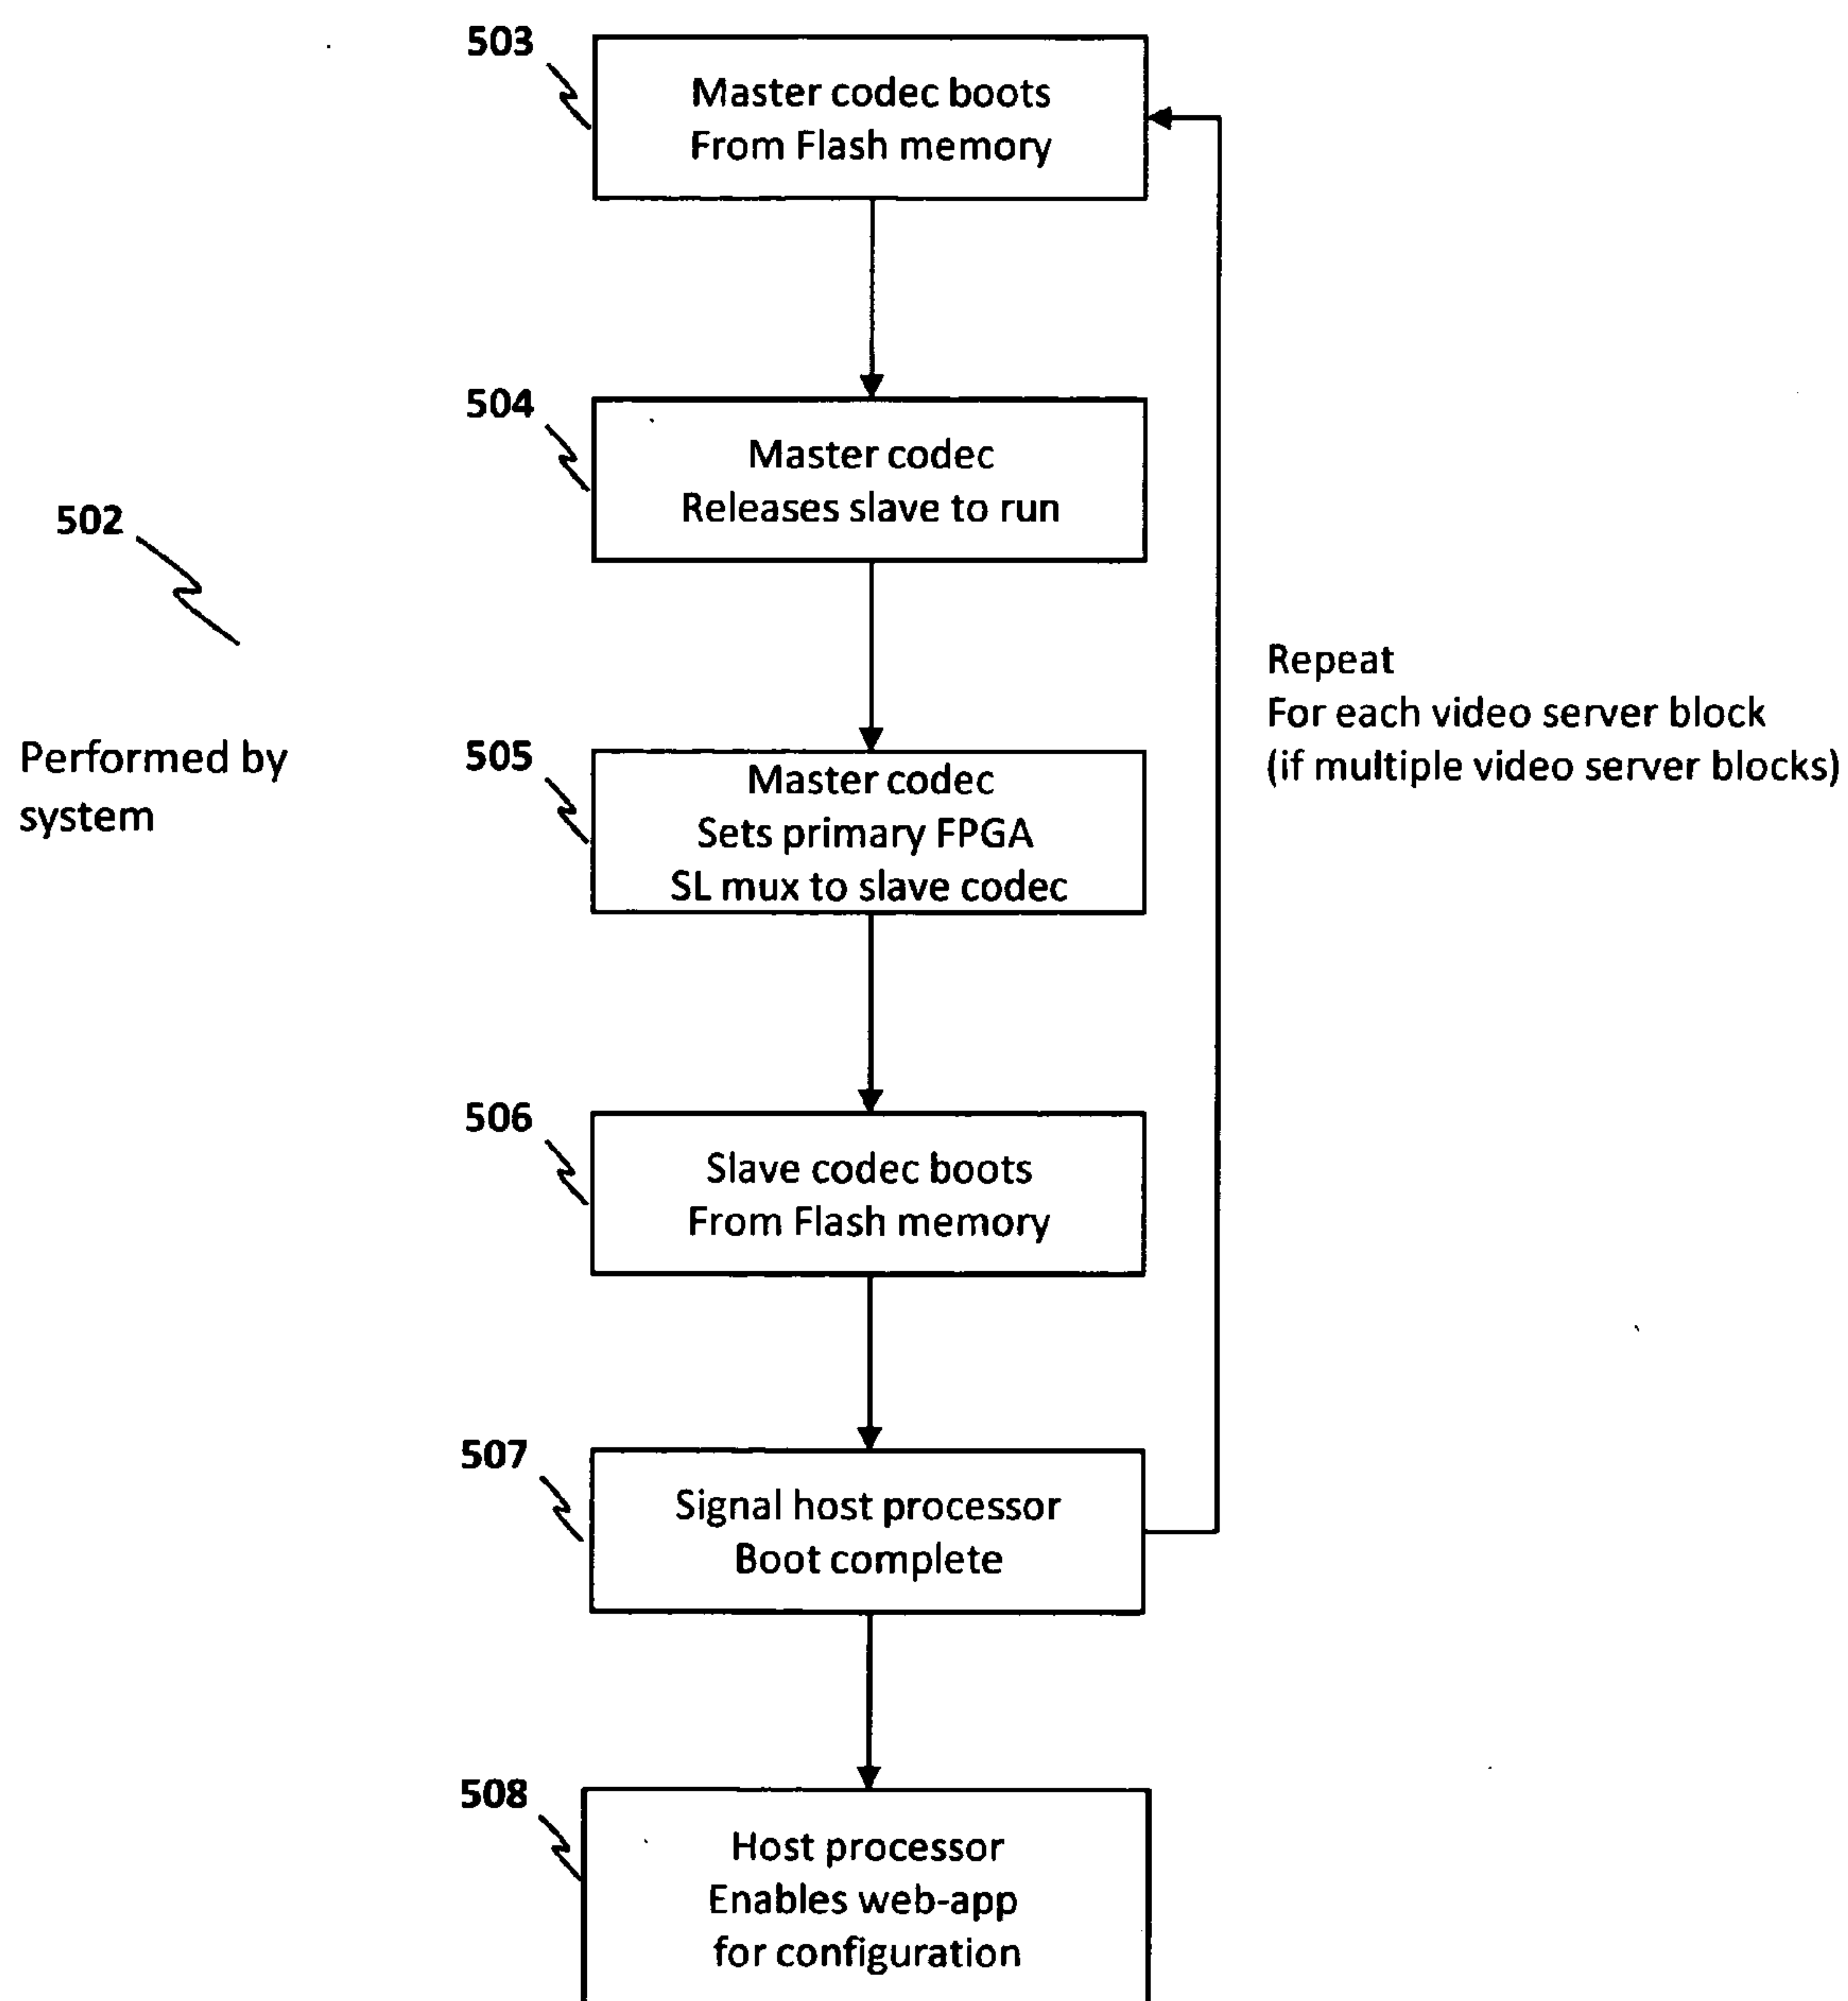 503
Master codec boots
From Flash memory
504
Master codec
Releases slave to run
502
Performed by
system
Repeat
For each video server block
(if multiple video server blocks)
505
Master codec
Sets primary FPGA
SL mux to slave codec
506
Slave codec boots
From Flash memory
507
Signal host processor
Boot complete
508
Host processor
Enables web-app
for configuration